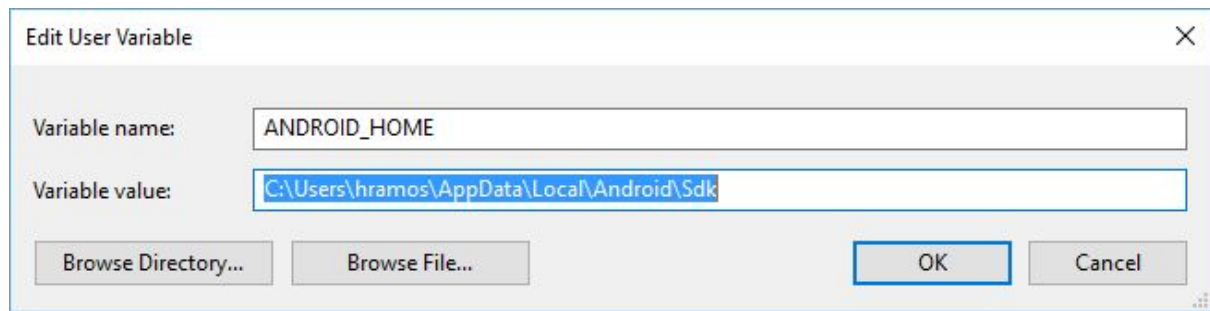 Edit User Variable
Variable name: ANDROID_HOME
Variable value: C:\Users\hramos\AppData\Local\Android\Sdk
Browse Directory... Browse File... OK Cancel